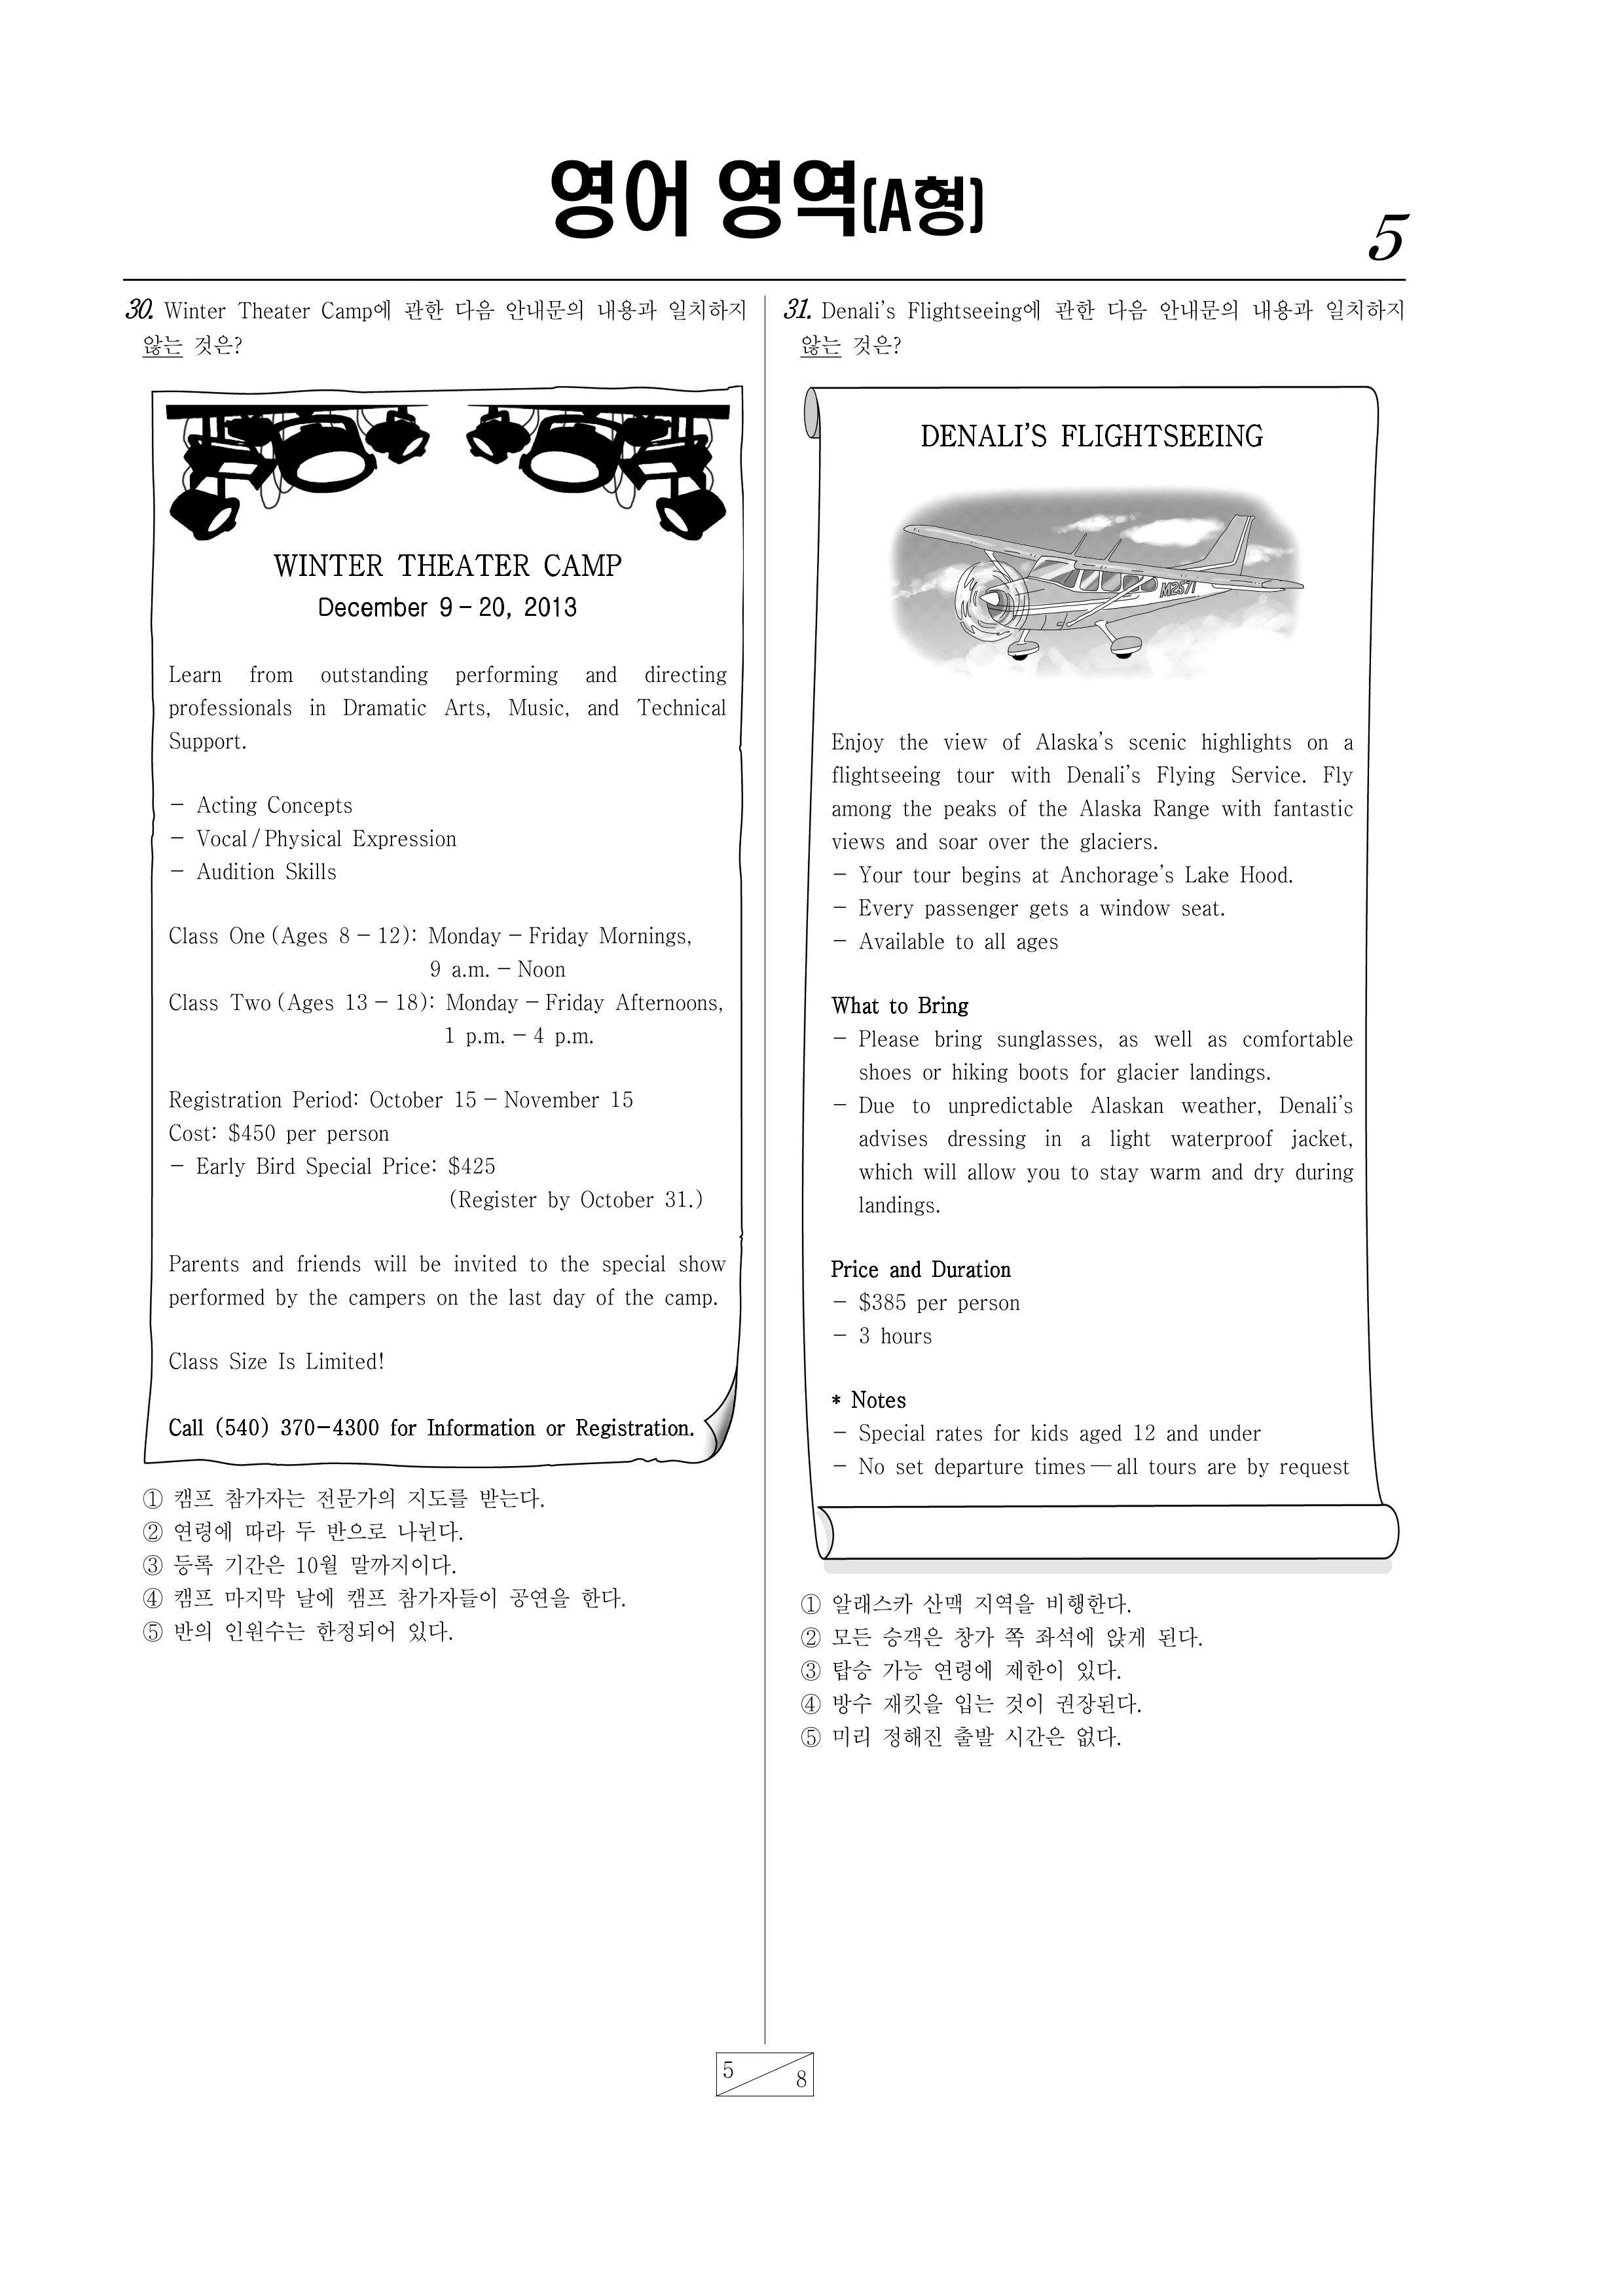 영어 영역(A형)
5
30. Winter Theater Camp에 관한 다음 안내문의 내용과 일치하지
않는 것은?
WINTER THEATER CAMP
December 9 - 20, 2013
Learn from outstanding performing and directing
professionals in Dramatic Arts, Music, and Technical
Support.
- Acting Concepts
- Vocal / Physical Expression
- Audition Skills
Class One (Ages 8 - 12): Monday - Friday Mornings,
9 a.m. - Noon
Class Two (Ages 13 - 18): Monday - Friday Afternoons,
1 p.m. - 4 p.m.
Registration Period: October 15 - November 15
Cost: $450 per person
- Early Bird Special Price: $425
(Register by October 31.)
Parents and friends will be invited to the special show
performed by the campers on the last day of the camp.
Class Size Is Limited!
Call (540) 370-4300 for Information or Registration.
① 캠프 참가자는 전문가의 지도를 받는다.
② 연령에 따라 두 반으로 나뉜다.
③ 등록 기간은 10월 말까지이다.
④ 캠프 마지막 날에 캠프 참가자들이 공연을 한다.
⑤ 반의 인원수는 한정되어 있다.
31. Denali's Flightseeing에 관한 다음 안내문의 내용과 일치하지
않는 것은?
DENALI'S FLIGHTSEEING
M2571
Enjoy the view of Alaska's scenic highlights on a
flightseeing tour with Denali's Flying Service. Fly
among the peaks of the Alaska Range with fantastic
views and soar over the glaciers.
- Your tour begins at Anchorage's Lake Hood.
- Every passenger gets a window seat.
- Available to all ages
What to Bring
- Please bring sunglasses, as well as comfortable
shoes or hiking boots for glacier landings.
- Due to unpredictable Alaskan weather, Denali's
advises dressing in a light waterproof jacket,
which will allow you to stay warm and dry during
landings.
Price and Duration
- $385 per person
- 3 hours
* Notes
- Special rates for kids aged 12 and under
- No set departure times — all tours are by request
① 알래스카 산맥 지역을 비행한다.
② 모든 승객은 창가 쪽 좌석에 앉게 된다.
③ 탑승 가능 연령에 제한이 있다.
④ 방수 재킷을 입는 것이 권장된다.
⑤ 미리 정해진 출발 시간은 없다.
5
8